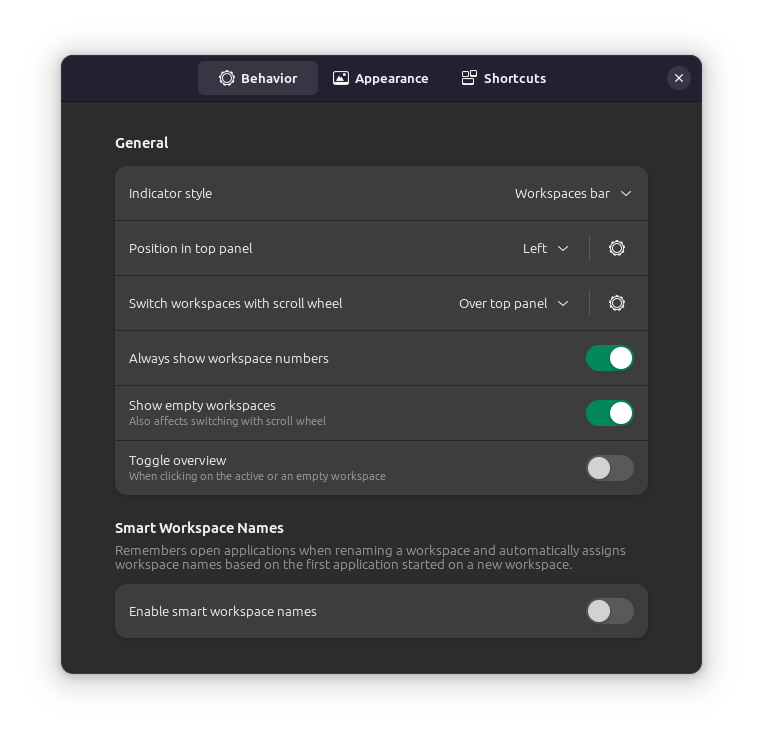 Behavior
Appearance
Shortcuts
General
Indicator style
Workspaces bar
Position in top panel
Left
Switch workspaces with scroll wheel
Over top panel
Always show workspace numbers
Show empty workspaces
Also affects switching with scroll wheel
Toggle overview
When clicking on the active or an empty workspace
Smart Workspace Names
Remembers open applications when renaming a workspace and automatically assigns
workspace names based on the first application started on a new workspace.
Enable smart workspace names